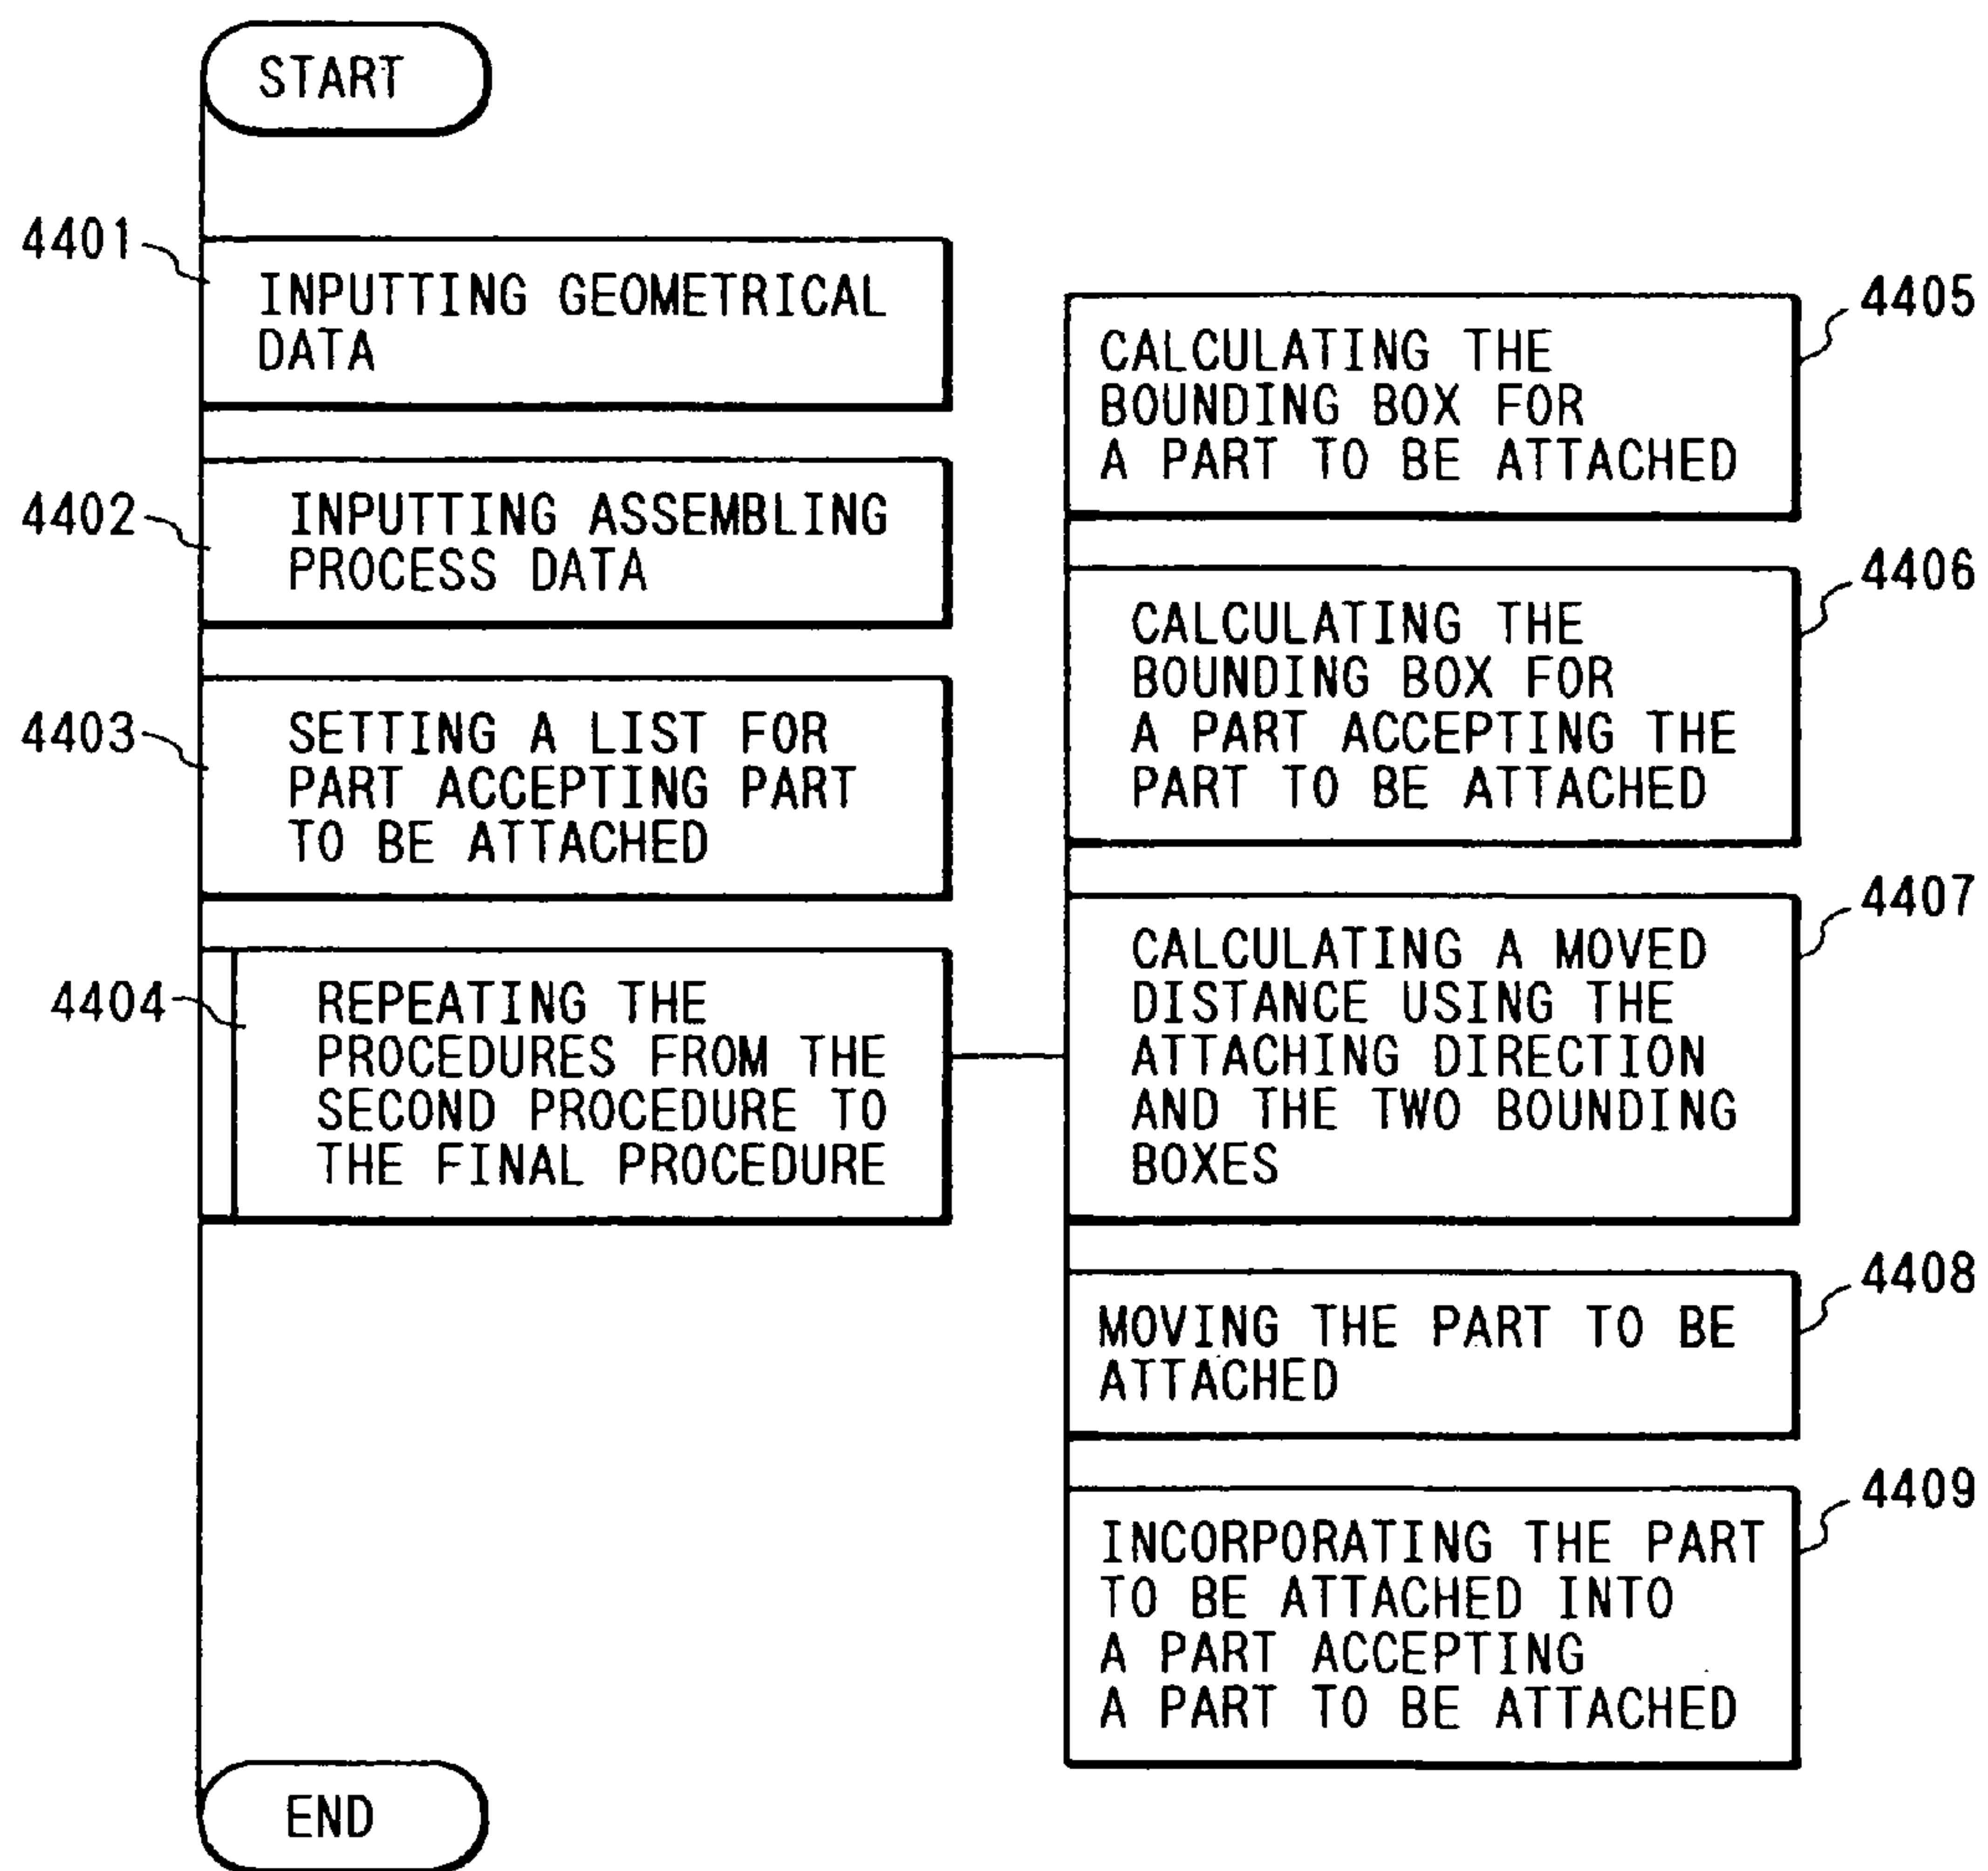 START
4401
INPUTTING GEOMETRICAL
DATA
4402
INPUTTING ASSEMBLING
PROCESS DATA
4403
SETTING A LIST FOR
PART ACCEPTING PART
TO BE ATTACHED
4404
REPEATING THE
PROCEDURES FROM THE
SECOND PROCEDURE TO
THE FINAL PROCEDURE
END
4405
CALCULATING THE
BOUNDING BOX FOR
A PART TO BE ATTACHED
4406
CALCULATING THE
BOUNDING BOX FOR
A PART ACCEPTING THE
PART TO BE ATTACHED
4407
CALCULATING A MOVED
DISTANCE USING THE
ATTACHING DIRECTION
AND THE TWO BOUNDING
BOXES
4408
MOVING THE PART TO BE
ATTACHED
4409
INCORPORATING THE PART
TO BE ATTACHED INTO
A PART ACCEPTING
A PART TO BE ATTACHED